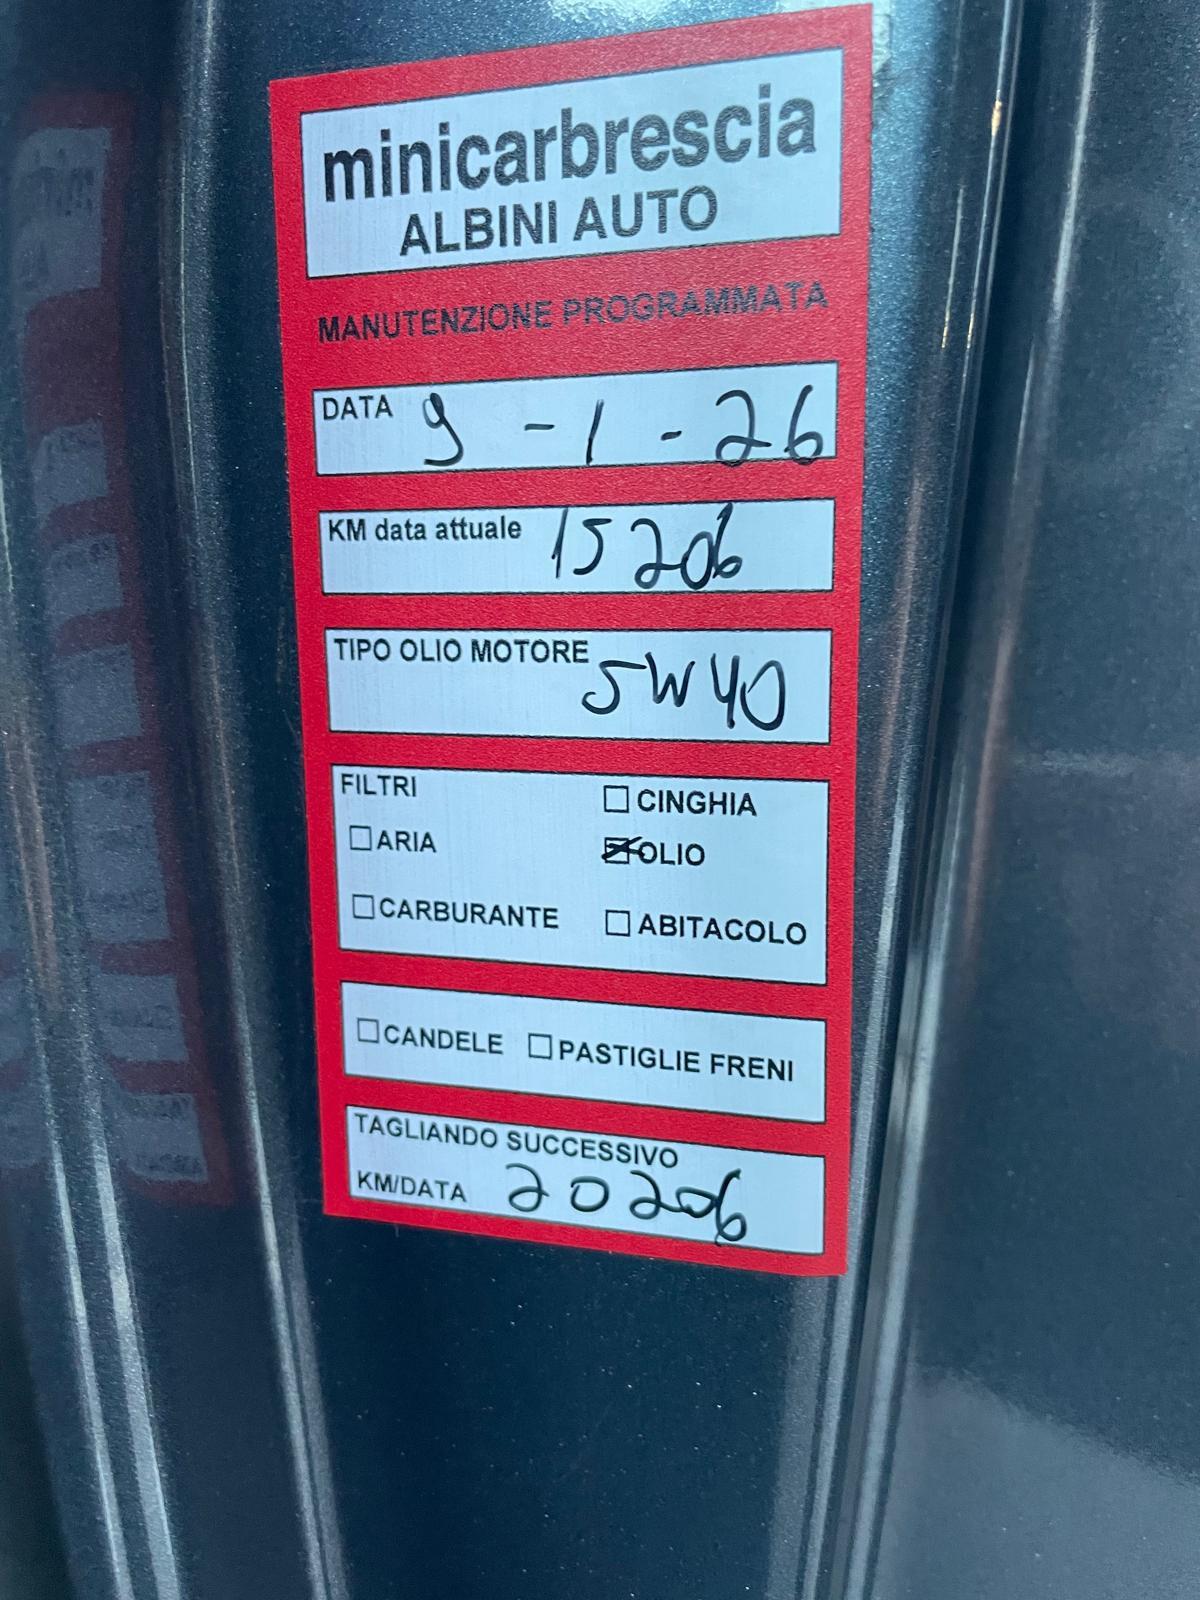 minicarbrescia
ALBINI AUTO
MANUTENZIONE PROGRAMMATA
DATA 9-1-26
KM data attuale 15206
TIPO OLIO MOTORE 5W40
FILTRI
CINGHIA
ARIA
OLIO
CARBURANTE
ABITACOLO
CANDELE PASTIGLIE FRENI
TAGLIANDO SUCCESSIVO
KM/DATA 20206